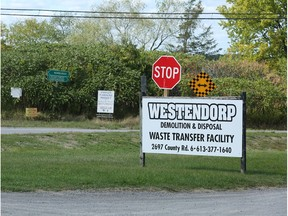 STOP
WESTENDORP
DEMOLITION & DISPOSAL
WASTE TRANSFER FACILITY
2697 County Rd. 6-613-377-1640